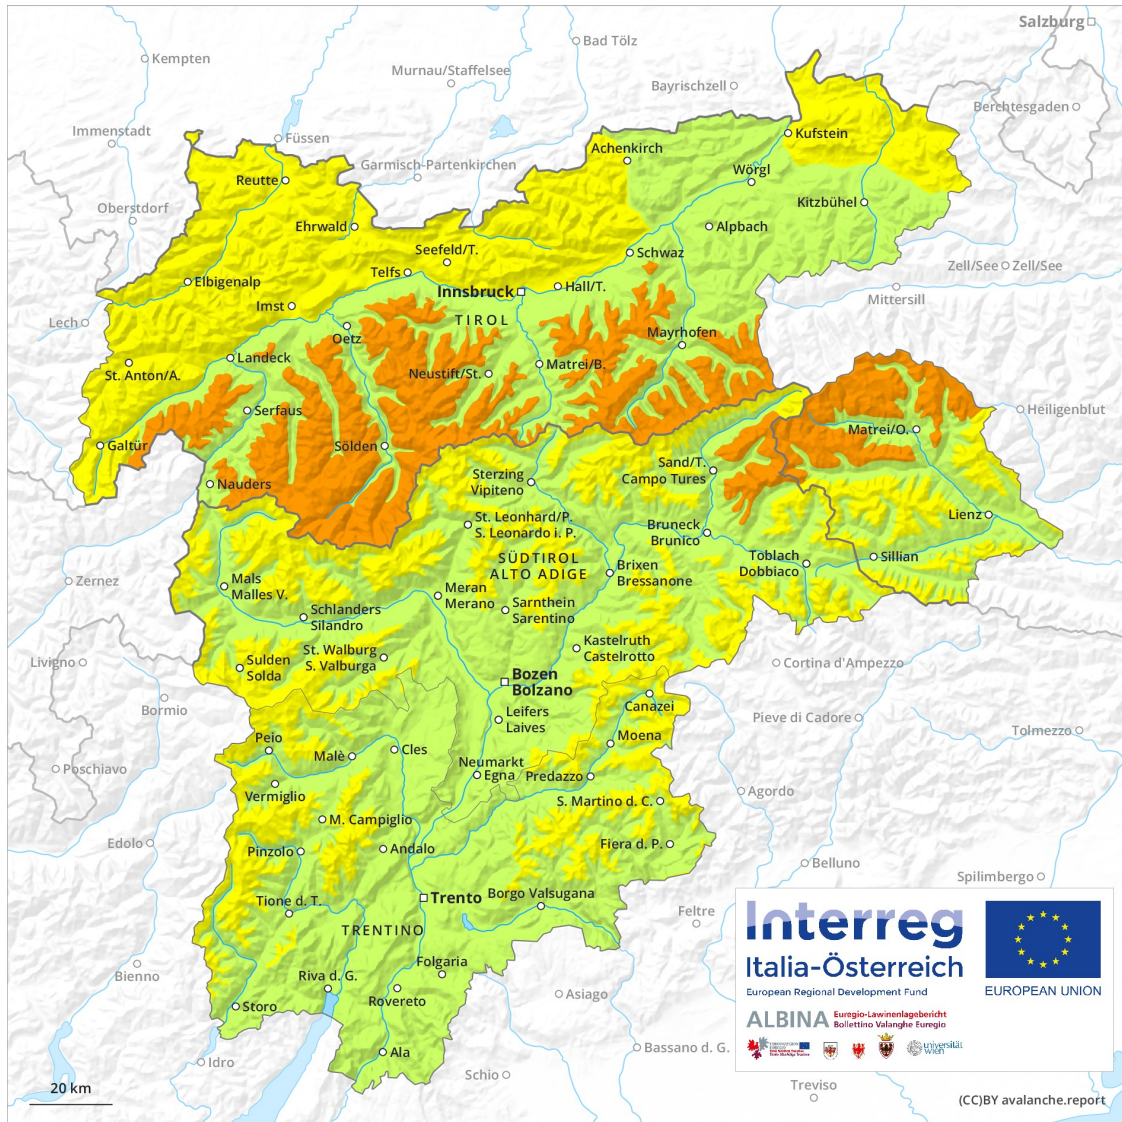 Salzburg
Bad Tölz
Kempten
Murnau/Staffelsee
Bayrischzell
Berchtesgaden
Immenstadt
Füssen
Kufstein
Garmisch-Partenkirchen
Achenkirch
Wörgl
Reutte
Kitzbühel
Oberstdorf
Ehrwald
Alpbach
Seefeld/T.
Schwaz
Telfs
Zell/See
Zell/See
Elbigenalp
Innsbruck
Hall/T.
Mittersill
Imst
TIROL
Lech
Oetz
Mayrhofen
Landeck
Matrei/B.
St. Anton/A.
Neustift/St.
Serfaus
Heiligenblut
Matrei/O.
Galtür
Sölden
Nauders
Sterzing
Vipiteno
Sand/T.
Campo Tures
St. Leonhard/P.
S. Leonardo i. P.
Lienz
Bruneck
Brunico
SÜDTIROL
ALTO ADIGE
Toblach
Dobbiaco
Sillian
Zernez
Mals
Malles V.
Brixen
Bressanone
Meran
Merano
Schlanders
Silandro
Sarnthein
Sarentino
St. Walburg
S. Valburga
Kastelruth
Castelrotto
Livigno
Sulden
Solda
Cortina d'Ampezzo
Bozen
Bolzano
Bormio
Canazei
Leifers
Laives
Pieve di Cadore
Tolmezzo
Peio
Moena
Malè
Cles
Poschiavo
Neumarkt
Egna
Predazzo
Vermiglio
Agordo
S. Martino d. C.
M. Campiglio
Edolo
Pinzolo
Andalo
Fiera d. P.
Belluno
Spilimbergo
Trento
Borgo Valsugana
Tione d. T.
Feltre
TRENTINO
Folgaria
Bienno
Riva d. G.
Rovereto
Storo
Asiago
Ala
Idro
Bassano d. G.
Schio
Treviso
20 km
Interreg
Italia-Österreich
European Regional Development Fund
EUROPEAN UNION
ALBINA
Euregio-Lawinenlagebericht
Bollettino Valanghe Euregio
universität
wien
(CC)BY avalanche.report